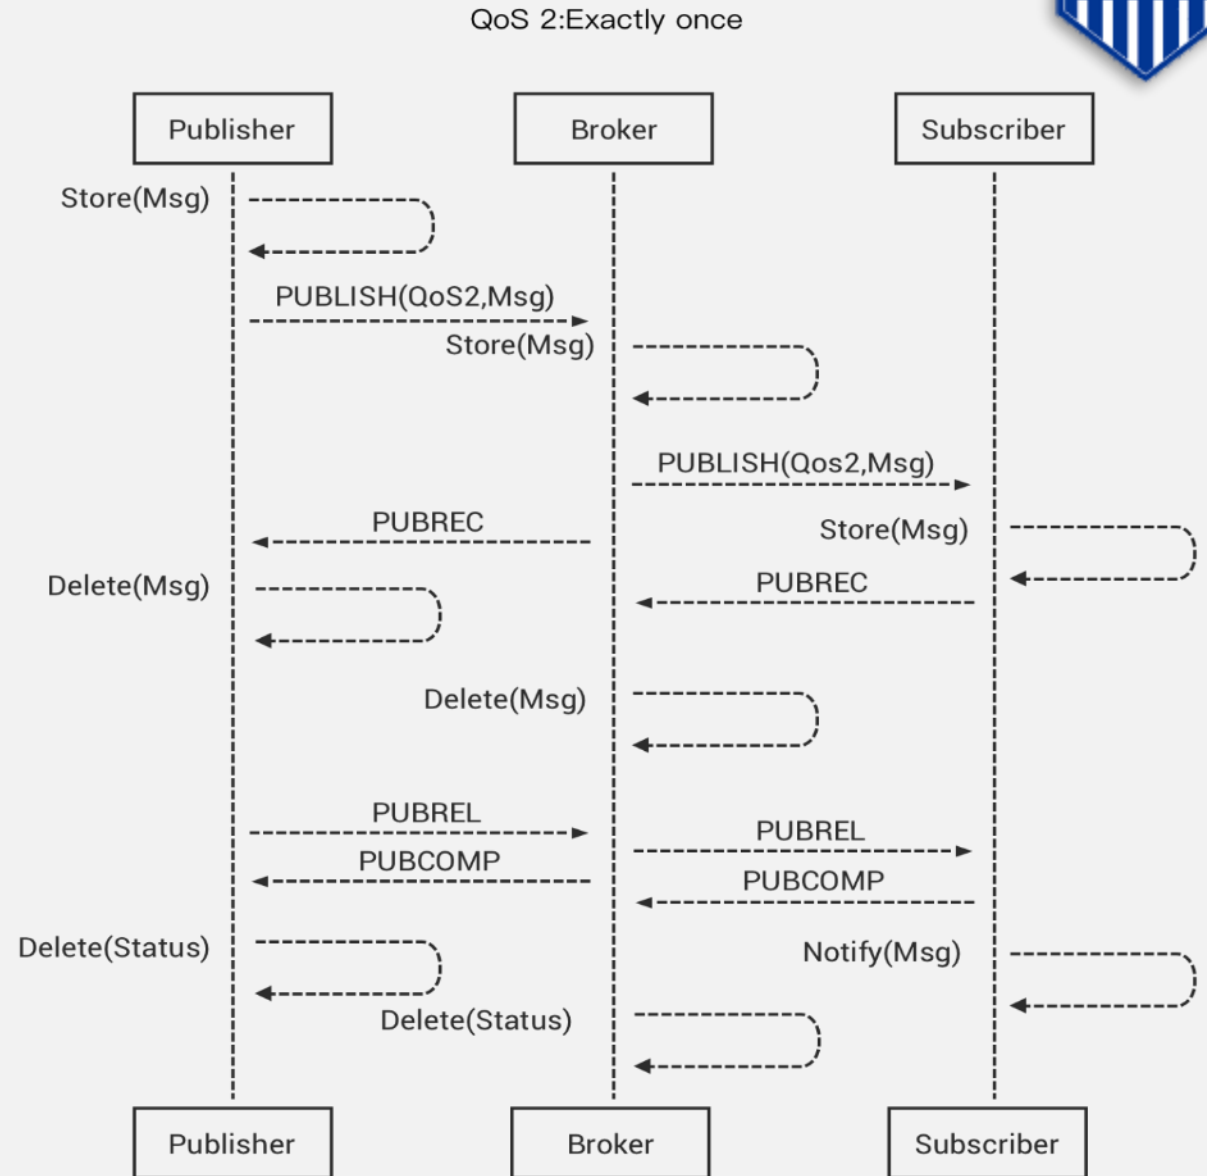 QoS 2:Exactly once
Publisher
Broker
Subscriber
Store(Msg)
PUBLISH(QoS2,Msg)
Store(Msg)
PUBLISH(Qos2,Msg)
PUBREC
Store(Msg)
PUBREC
Delete(Msg)
Delete(Msg)
PUBREL
PUBREL
PUBCOMP
PUBCOMP
Delete(Status)
Notify(Msg)
Delete(Status)
Publisher
Broker
Subscriber